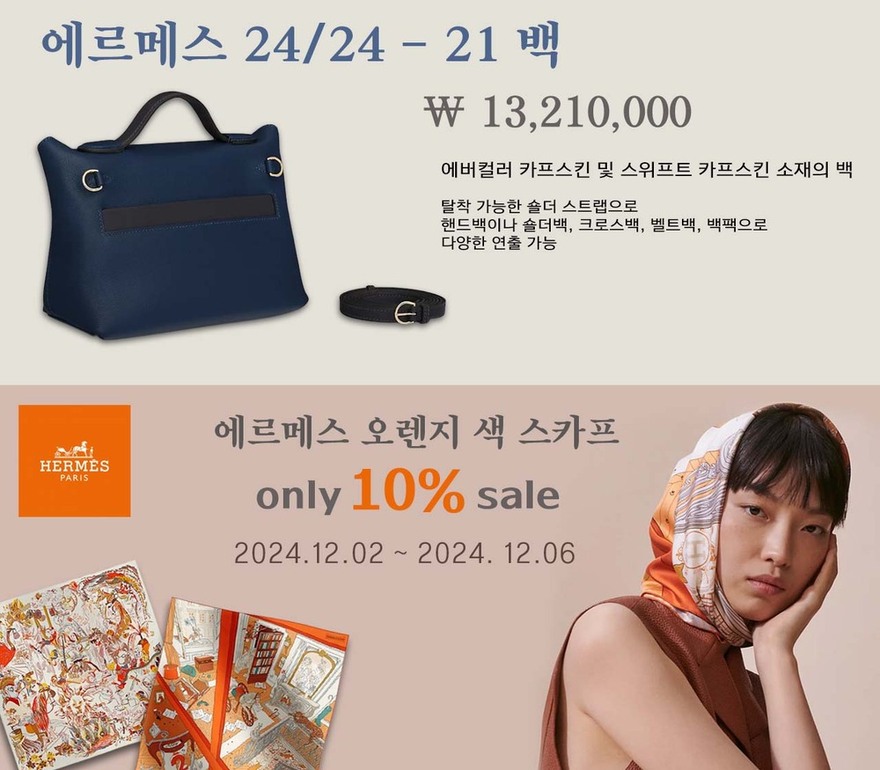 에르메스 24/24 - 21 백
₩ 13,210,000
에버컬러 카프스킨 및 스위프트 카프스킨 소재의 백
탈착 가능한 숄더 스트랩으로
핸드백이나 숄더백, 크로스백, 벨트백, 백팩으로
다양한 연출 가능
HERMÈS
PARIS
에르메스 오렌지 색 스카프
only 10% sale
2024.12.02 ~ 2024. 12.06